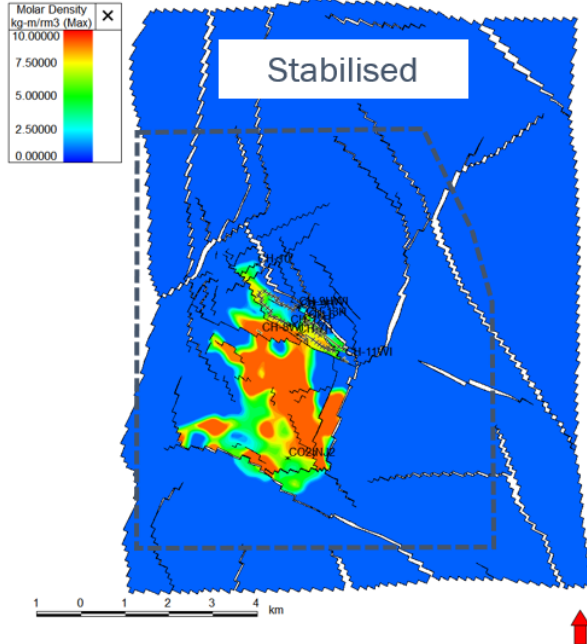 Molar Density
kg-m/rm3 (Max)
10.00000
7.50000
5.00000
2.50000
0.00000
Stabilised
CH-11WI
CO2INJ2
1 0 1 2 3 4 km